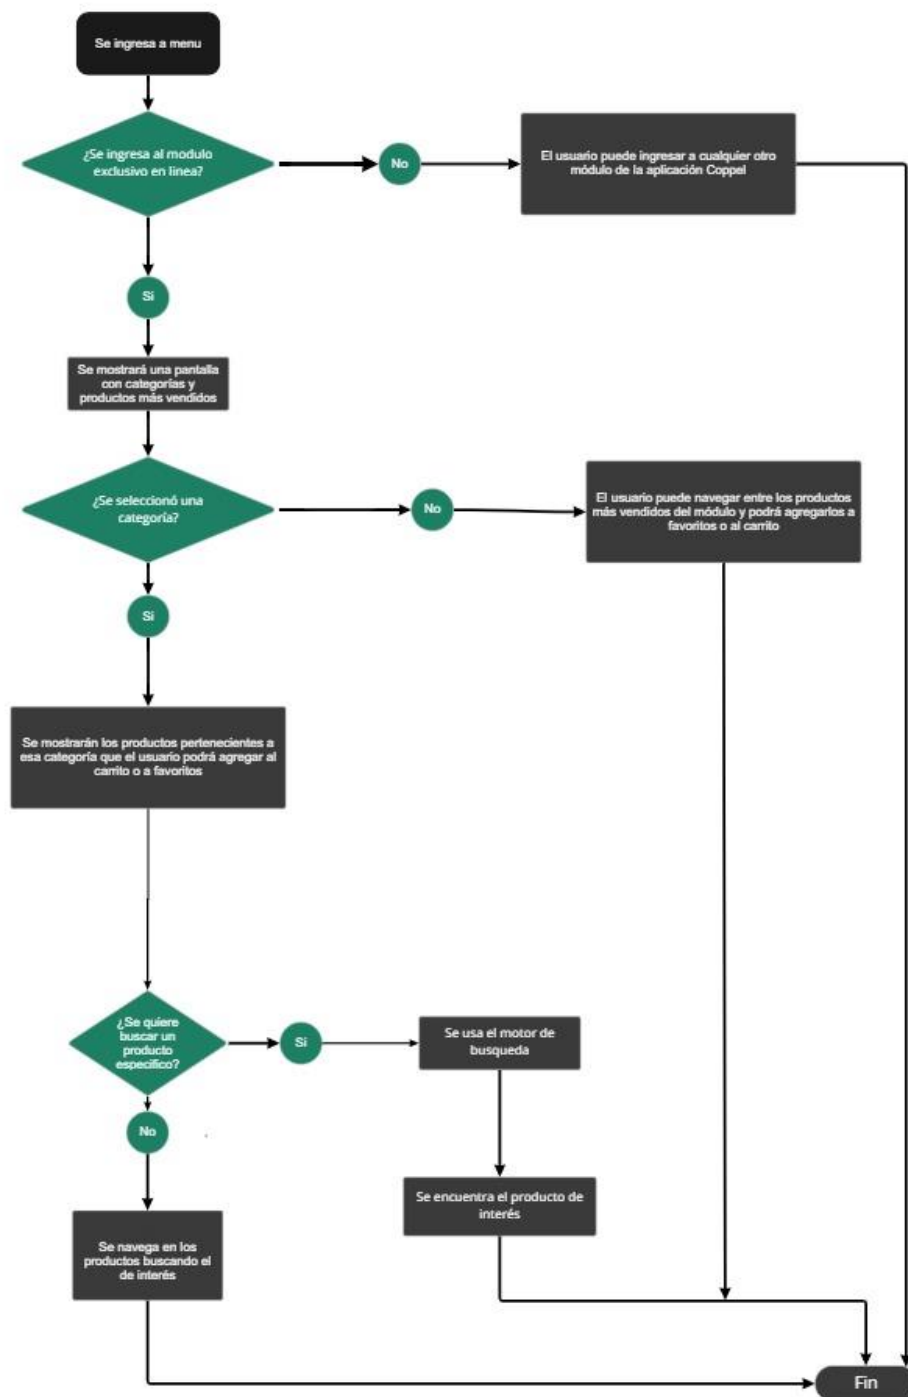 Se ingresa a menu
¿Se ingresa al modulo
exclusivo en linea?
No
El usuario puede ingresar a cualquier otro
módulo de la aplicación Coppel
Sí
Se mostrará una pantalla
con categorías y
productos más vendidos
¿Se seleccionó una
categoría?
No
El usuario puede navegar entre los productos
más vendidos del módulo y podrá agregarlos a
favoritos o al carrito
Sí
Se mostrarán los productos pertenecientes a
esa categoría que el usuario podrá agregar al
carrito o a favoritos
¿Se quiere
buscar un
producto
especifico?
Sí
Se usa el motor de
busqueda
No
Se encuentra el producto de
interés
Se navega en los
productos buscando el
de interés
Fin